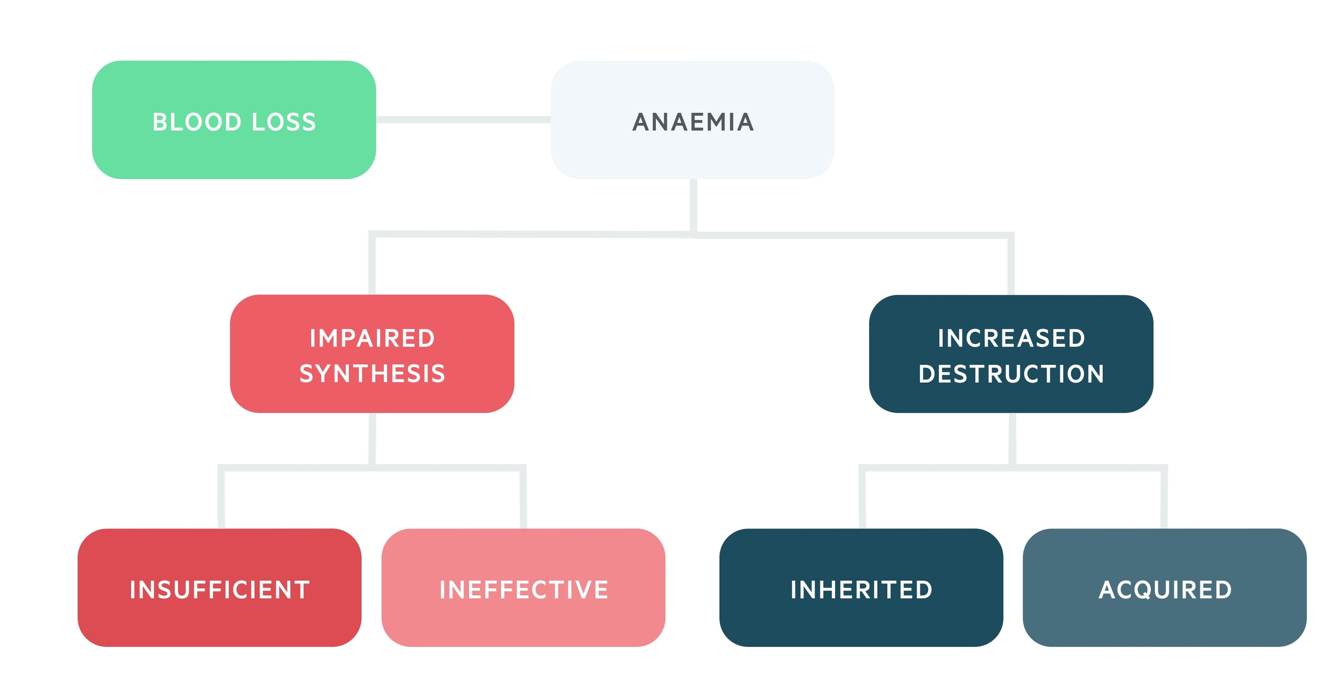 BLOOD LOSS
ANAEMIA
IMPAIRED
SYNTHESIS
INCREASED
DESTRUCTION
INSUFFICIENT
INEFFECTIVE
INHERITED
ACQUIRED